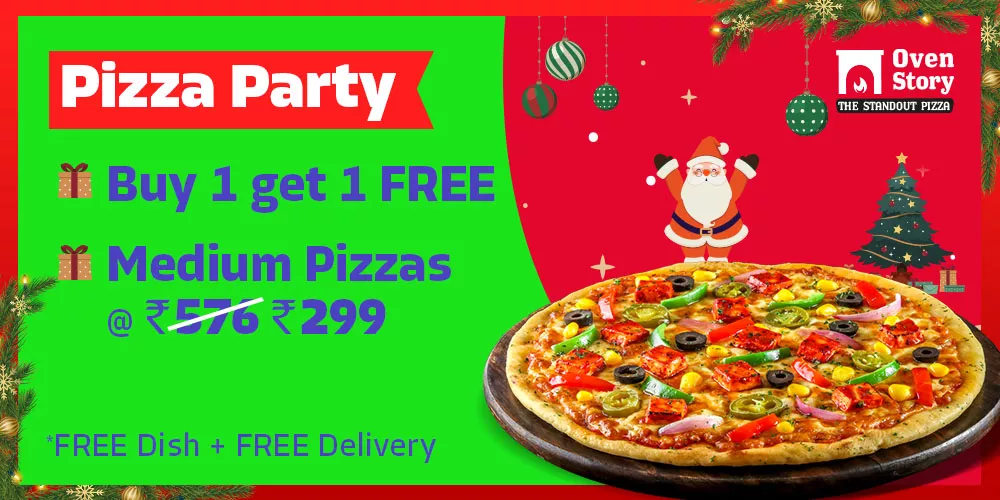 Pizza Party
Oven
Story
THE STANDOUT PIZZA
Buy 1 get 1 FREE
Medium Pizzas
@ ₹576 ₹299
*FREE Dish + FREE Delivery